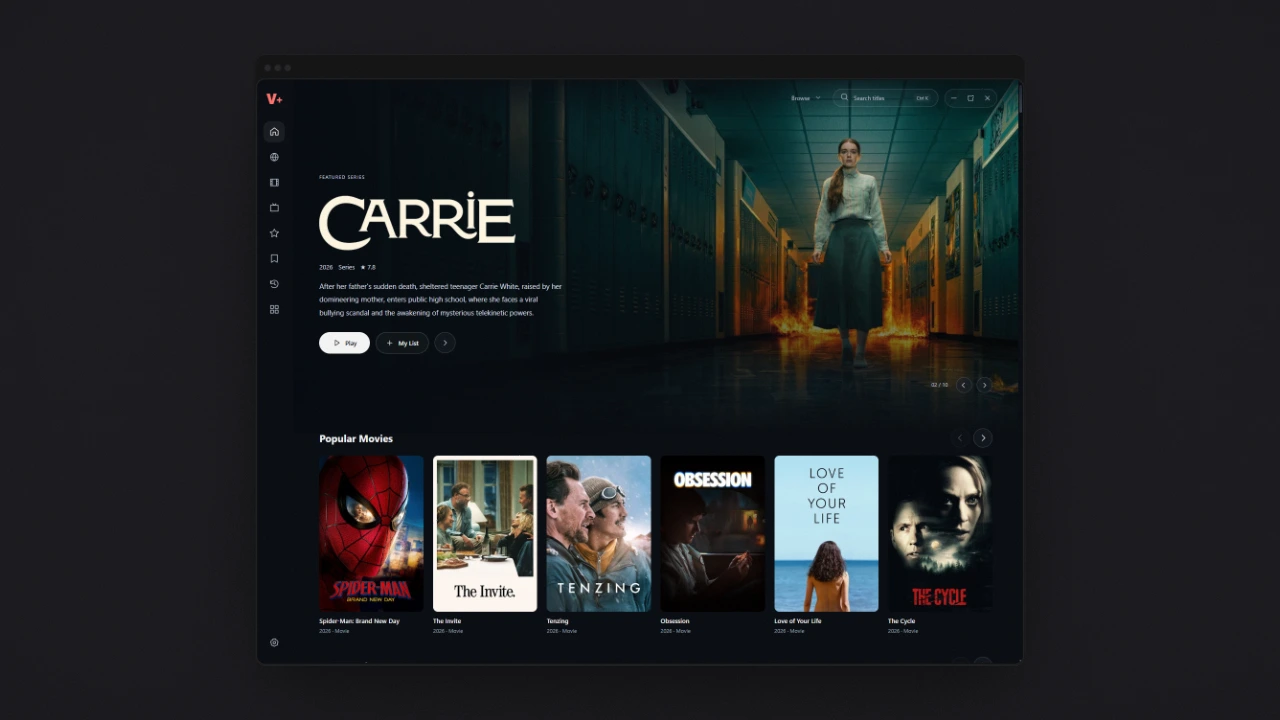 V+
Browse
Search titles
Ctrl K
FEATURED SERIES
CARRIE
2026 Series ★ 7.8
After her father's sudden death, sheltered teenager Carrie White, raised by her
domineering mother, enters public high school, where she faces a viral
bullying scandal and the awakening of mysterious telekinetic powers.
Play
+ My List
02 / 10
Popular Movies
SPIDER-MAN
BRAND NEW DAY
The Invite.
TENZING
OBSESSION
LOVE
OF
YOUR
LIFE
THE CYCLE
Spider-Man: Brand New Day
2026 · Movie
The Invite
2026 · Movie
Tenzing
2026 · Movie
Obsession
2026 · Movie
Love of Your Life
2026 · Movie
The Cycle
2026 · Movie